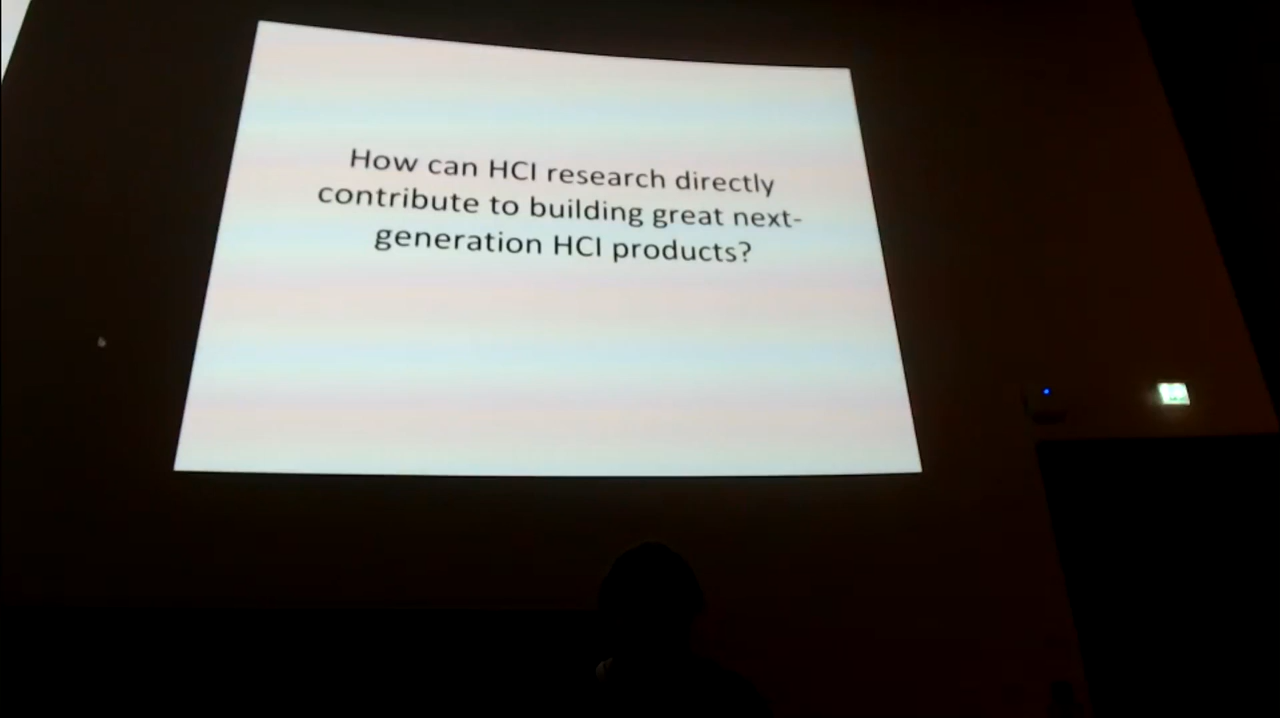 How can HCI research directly
contribute to building great next-
generation HCI products?